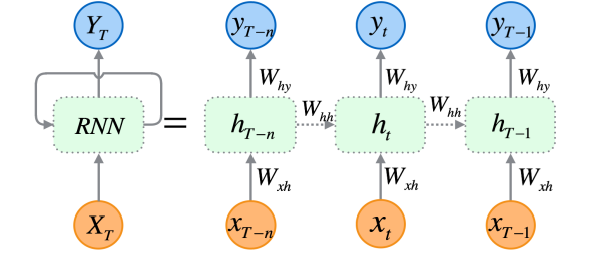 Y_T y_{T-n} y_t y_{T-1}
W_{hy} W_{hy} W_{hy}
RNN = h_{T-n} W_{hh} h_t W_{hh} h_{T-1}
W_{xh} W_{xh} W_{xh}
X_T x_{T-n} x_t x_{T-1}